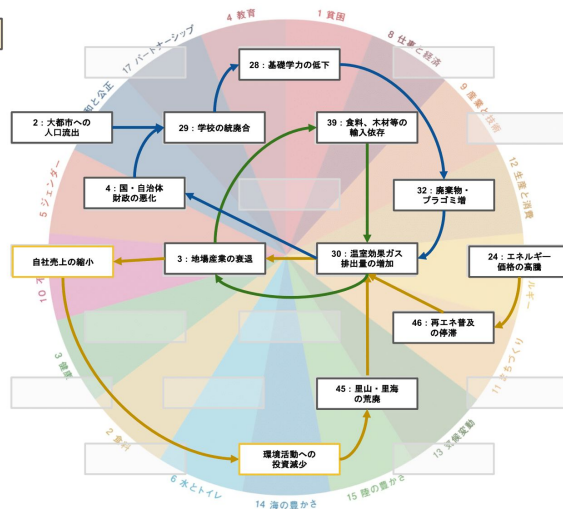 4 教育
1 貧困
17 パートナーシップ
8 仕事と経済
28：基礎学力の低下
9 産業と技術
和と公正
2：大都市への
人口流出
29：学校の統廃合
39：食料、木材等の
輸入依存
12 生産と消費
5 ジェンダー
4：国・自治体
財政の悪化
32：廃棄物・
プラゴミ増
自社売上の縮小
3：地場産業の衰退
30：温室効果ガス
排出量の増加
24：エネルギー
価格の高騰
10
ルギー
46：再エネ普及
の停滞
3 健康
11 まちづくり
45：里山・里海
の荒廃
2 食料
13 気候変動
環境活動への
投資減少
6 水とトイレ
14 海の豊かさ
15 陸の豊かさ